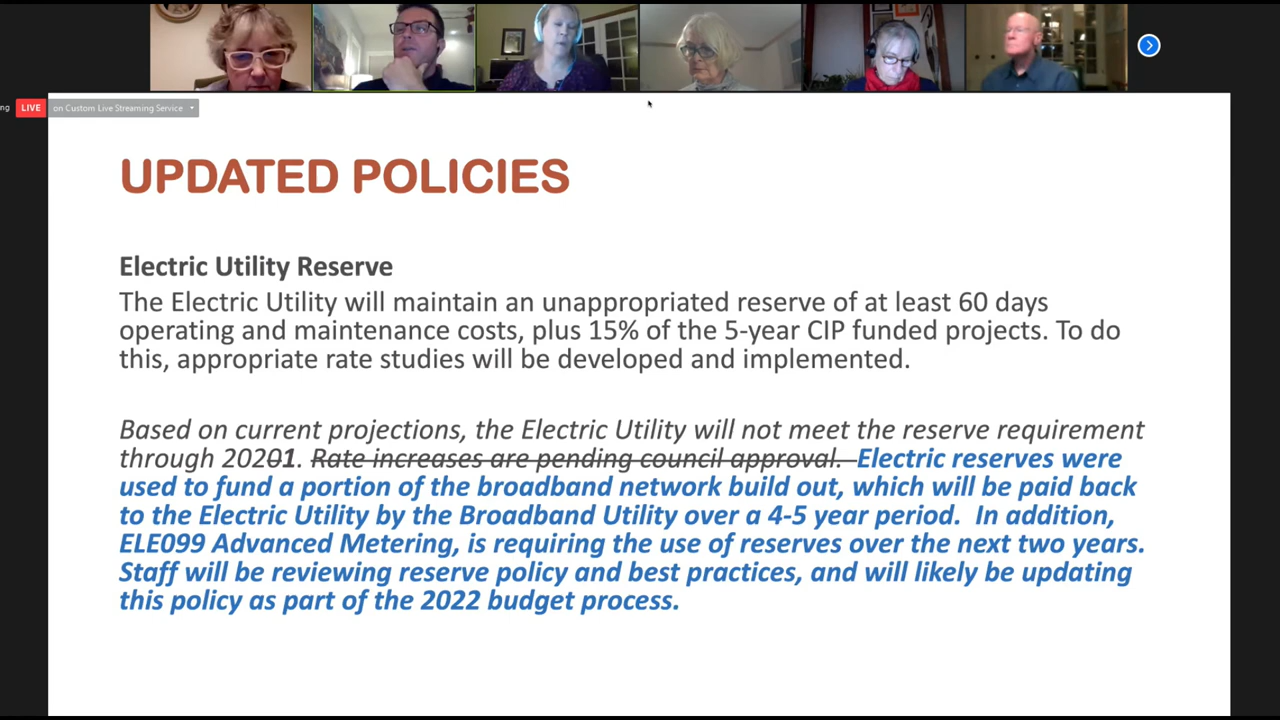 ng LIVE on Custom Live Streaming Service
UPDATED POLICIES
Electric Utility Reserve
The Electric Utility will maintain an unappropriated reserve of at least 60 days
operating and maintenance costs, plus 15% of the 5-year CIP funded projects. To do
this, appropriate rate studies will be developed and implemented.
Based on current projections, the Electric Utility will not meet the reserve requirement
through 20201. Rate increases are pending council approval. Electric reserves were
used to fund a portion of the broadband network build out, which will be paid back
to the Electric Utility by the Broadband Utility over a 4-5 year period. In addition,
ELE099 Advanced Metering, is requiring the use of reserves over the next two years.
Staff will be reviewing reserve policy and best practices, and will likely be updating
this policy as part of the 2022 budget process.